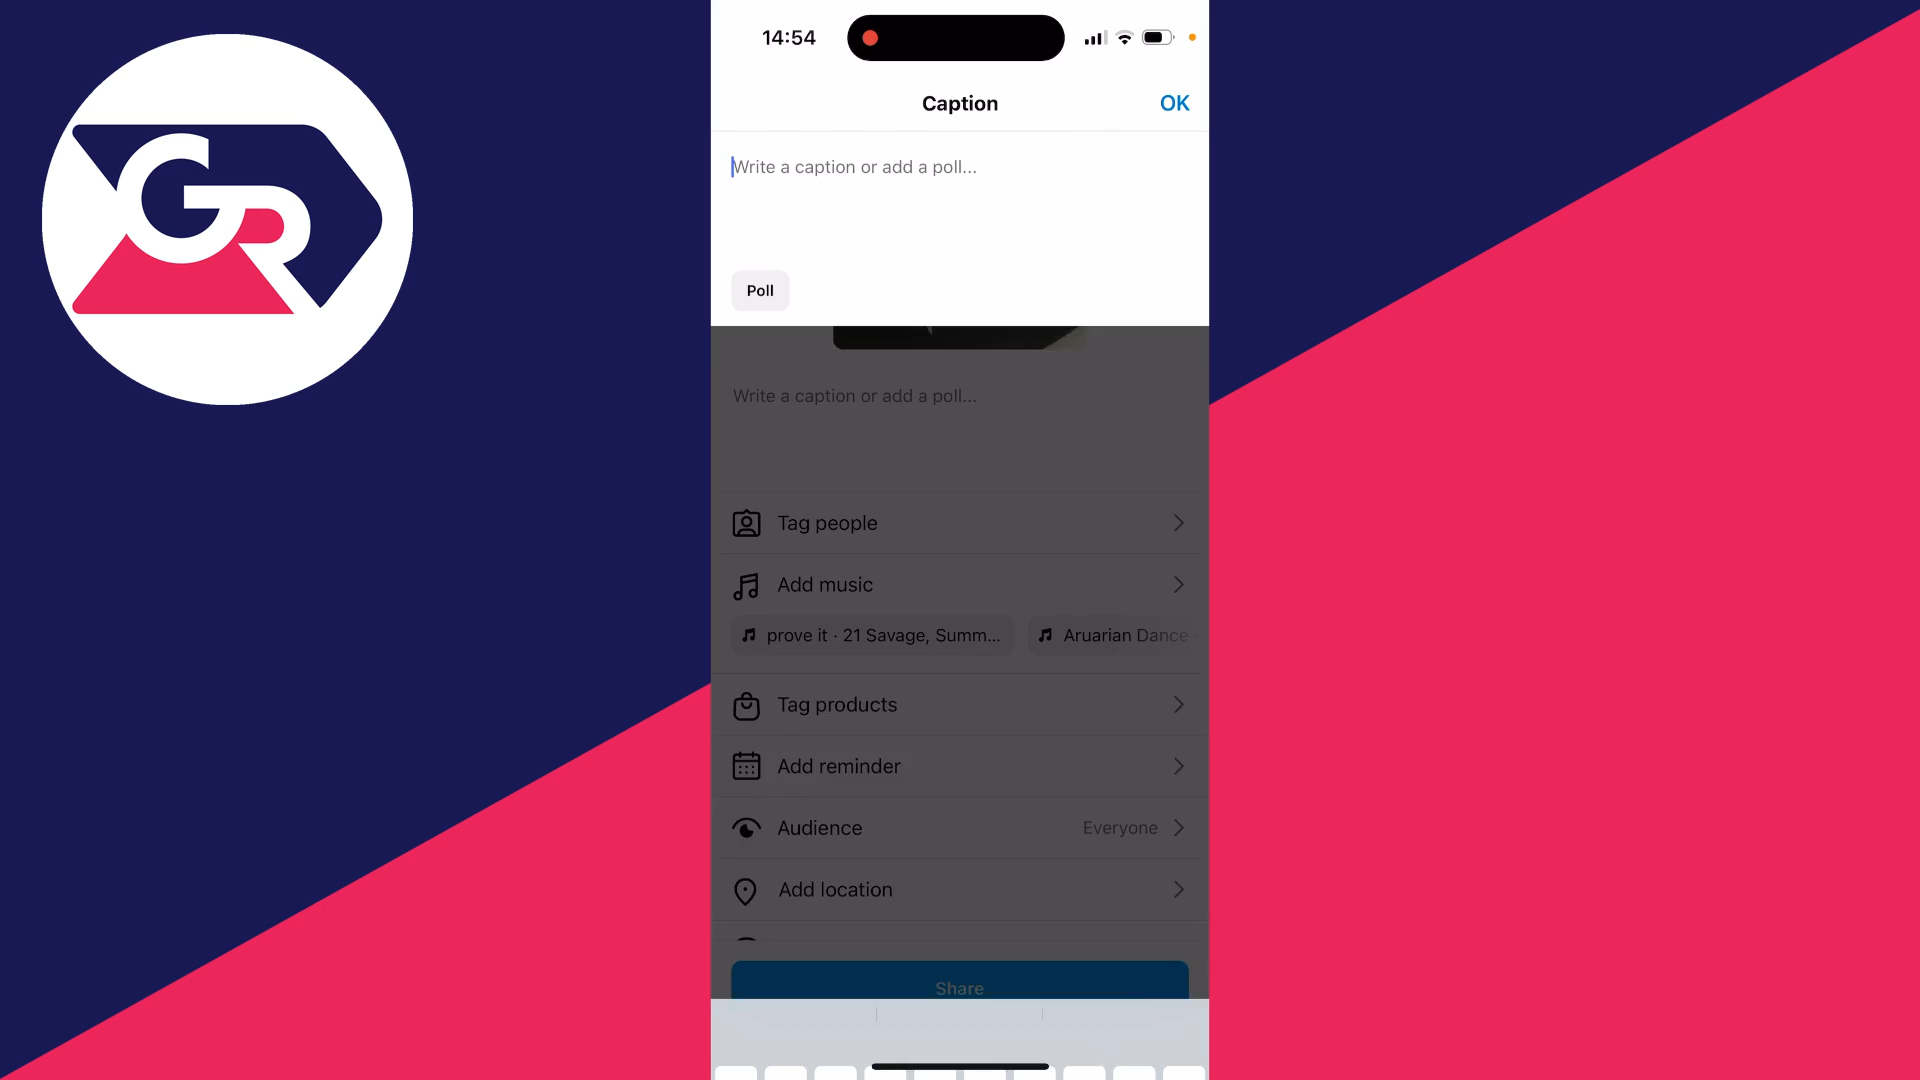 GR
14:54
Caption
OK
Write a caption or add a poll...
Poll
Write a caption or add a poll...
Tag people
Add music
prove it · 21 Savage, Summ...
Aruarian Dance
Tag products
Add reminder
Audience
Everyone
Add location
Share